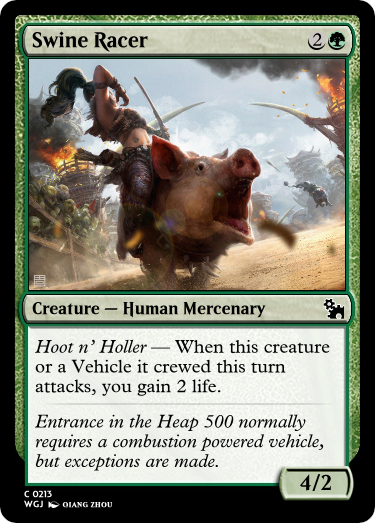 Swine Racer 2
Creature — Human Mercenary
Hoot n' Holler — When this creature
or a Vehicle it crewed this turn
attacks, you gain 2 life.
Entrance in the Heap 500 normally
requires a combustion powered vehicle,
but exceptions are made.
4/2
C 0213
WGJ QIANG ZHOU